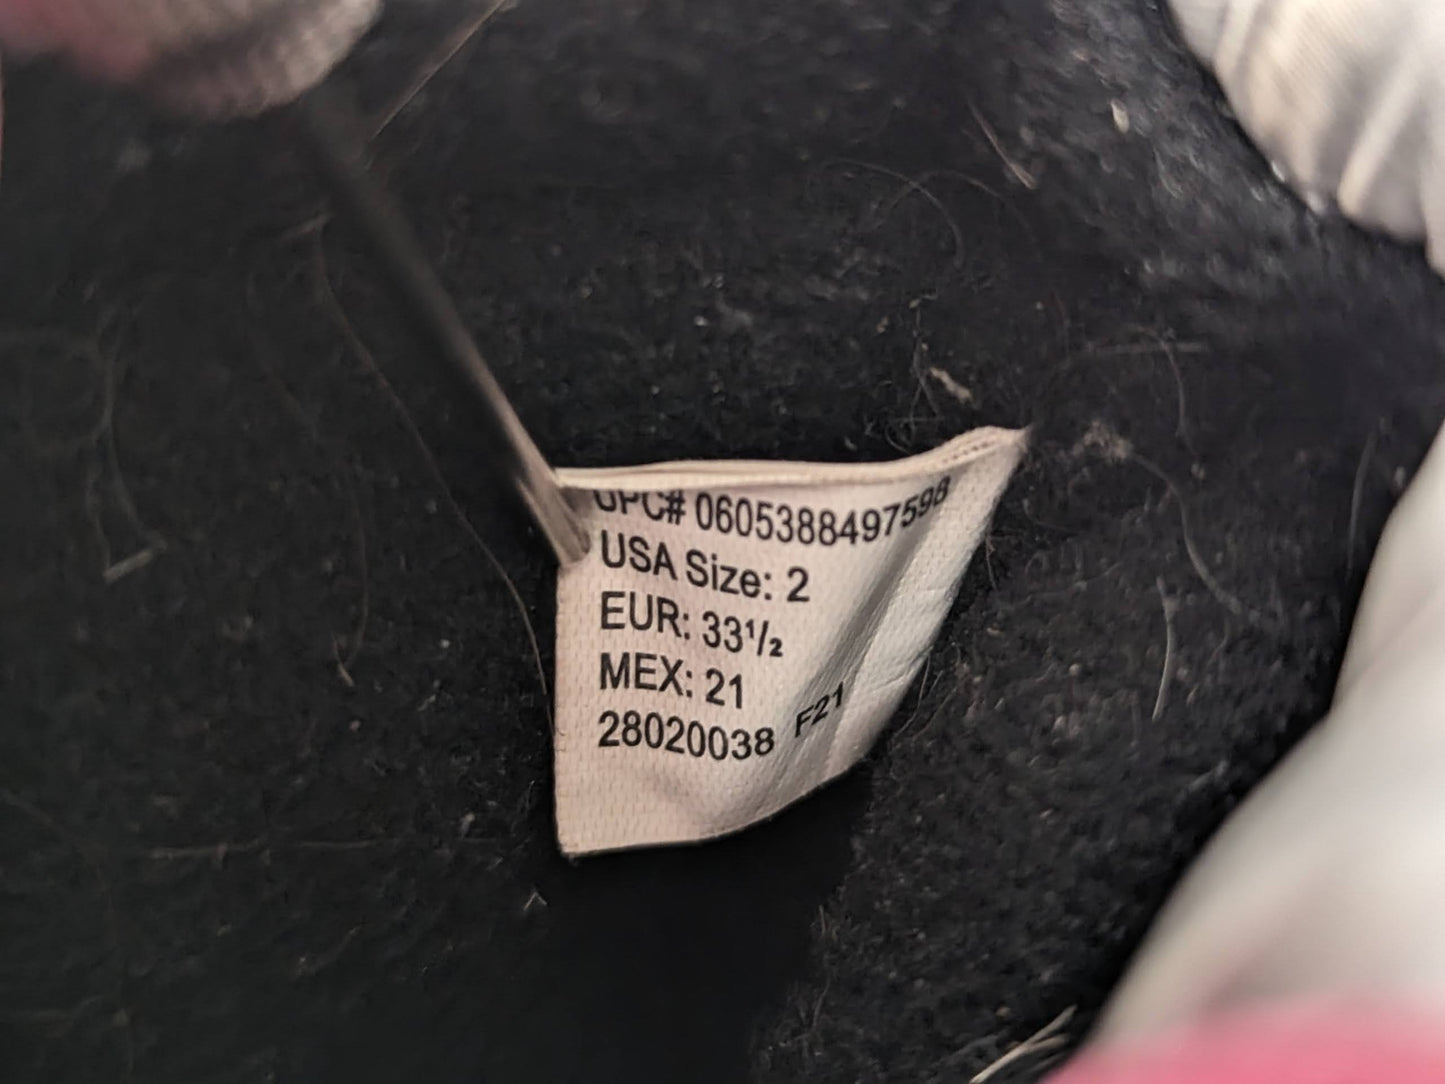 UPC# 0605388497598
USA Size: 2
EUR: 33½
MEX: 21
28020038 F21